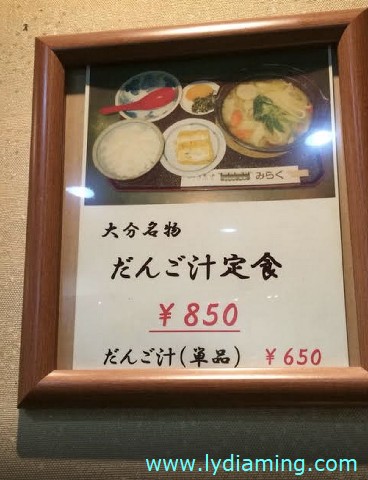 みらく
大分名物
だんご汁定食
￥850
だんご汁(単品) ￥650
www.lydiaming.com